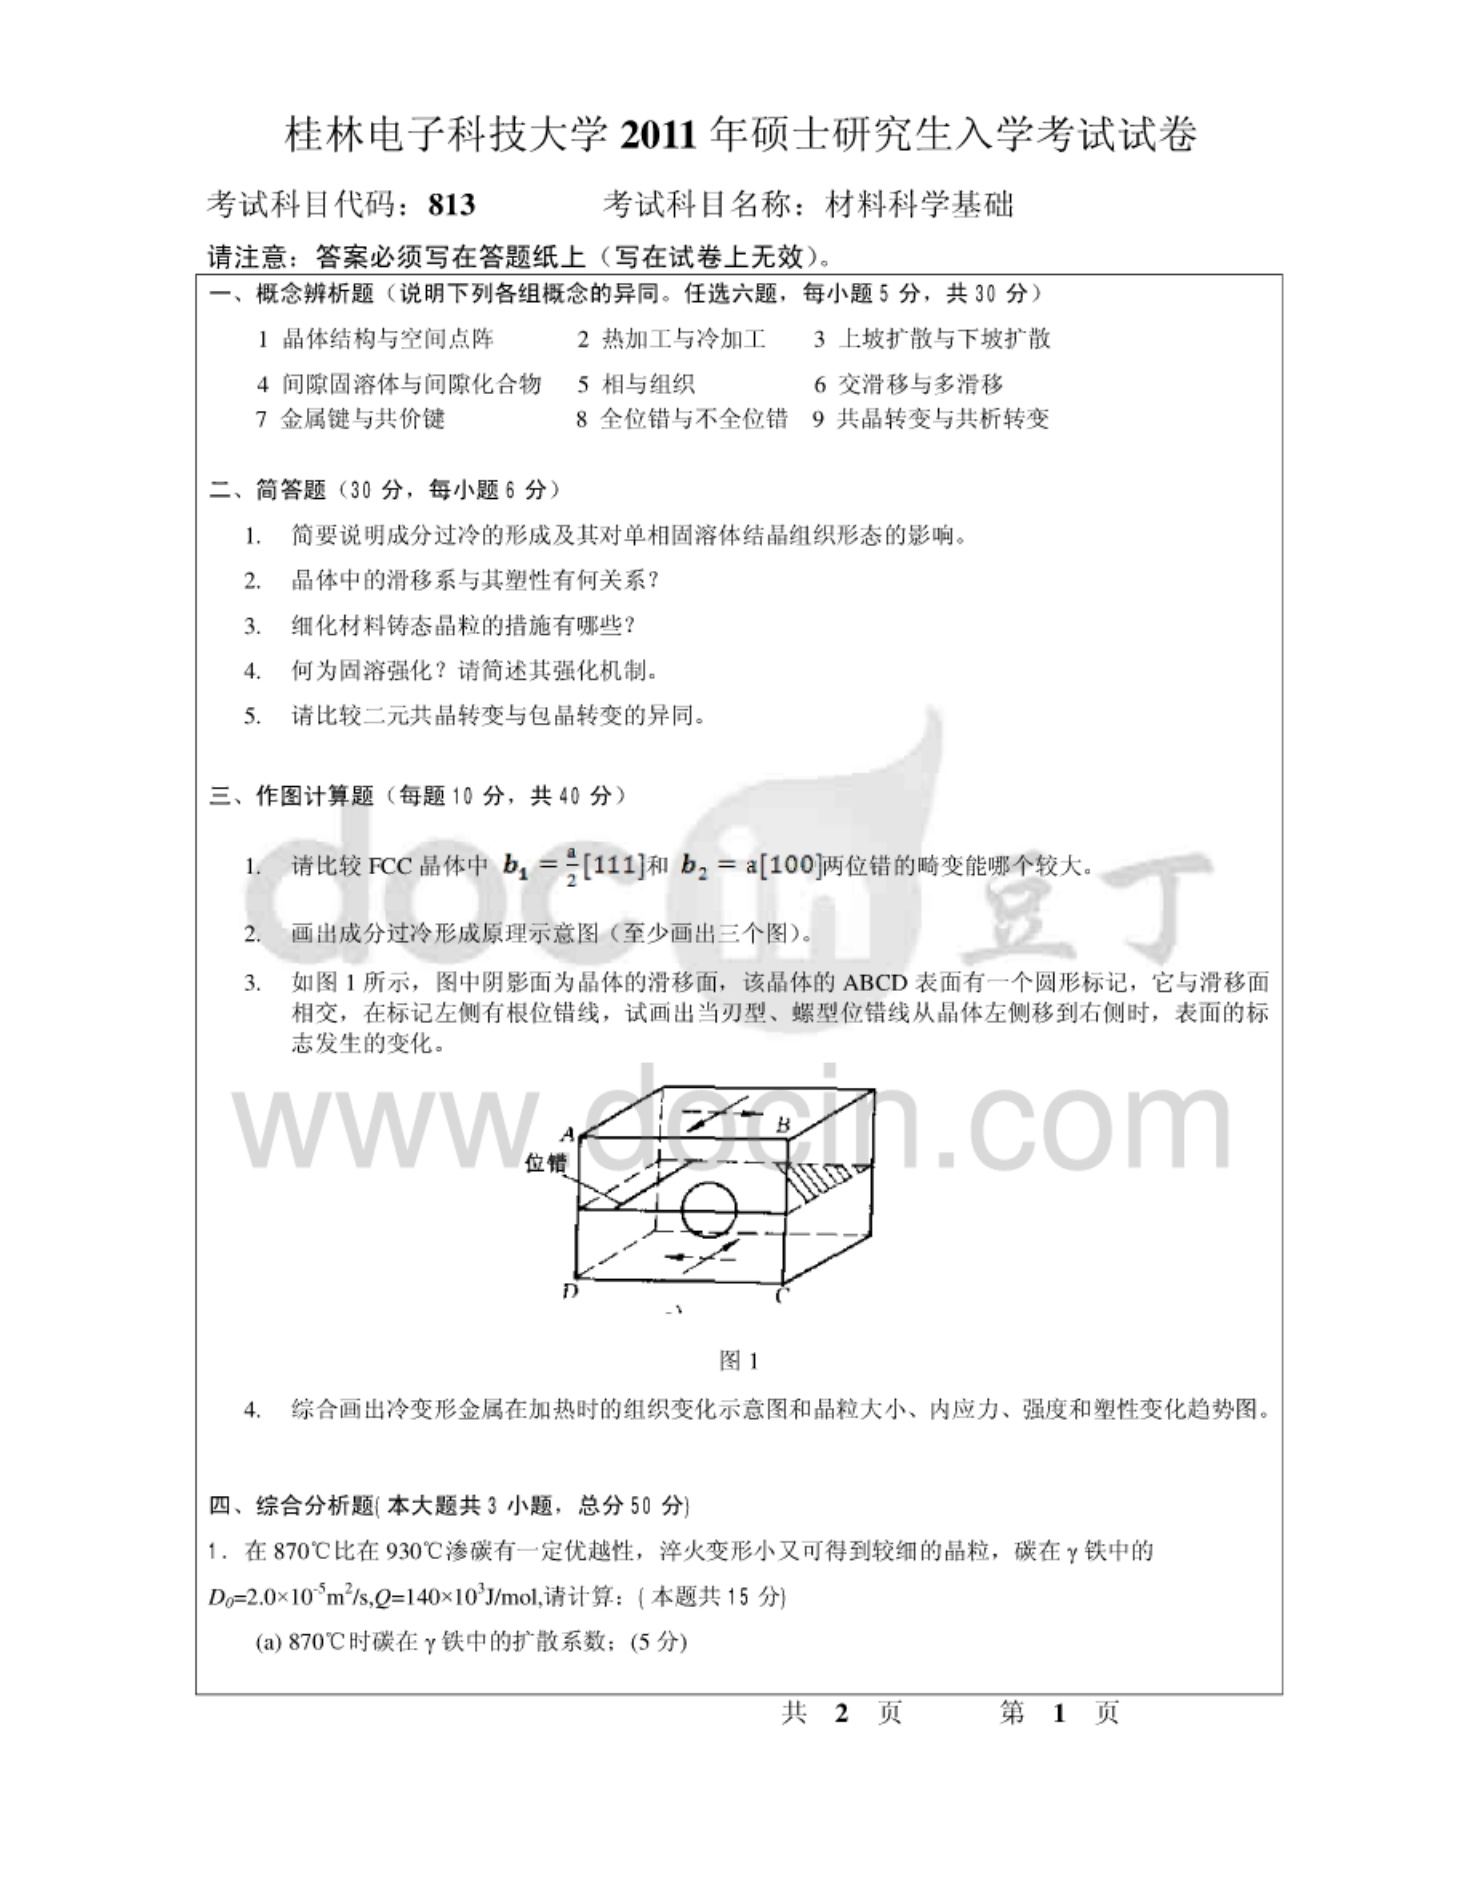 桂林电子科技大学 2011 年硕士研究生入学考试试卷
考试科目代码：813 考试科目名称：材料科学基础
请注意：答案必须写在答题纸上（写在试卷上无效）。
一、概念辨析题（说明下列各组概念的异同。任选六题，每小题 5 分，共 30 分）
1 晶体结构与空间点阵 2 热加工与冷加工 3 上坡扩散与下坡扩散
4 间隙固溶体与间隙化合物 5 相与组织 6 交滑移与多滑移
7 金属键与共价键 8 全位错与不全位错 9 共晶转变与共析转变
二、简答题（30 分，每小题 6 分）
1. 简要说明成分过冷的形成及其对单相固溶体结晶组织形态的影响。
2. 晶体中的滑移系与其塑性有何关系？
3. 细化材料铸态晶粒的措施有哪些？
4. 何为固溶强化？请简述其强化机制。
5. 请比较二元共晶转变与包晶转变的异同。
三、作图计算题（每题 10 分，共 40 分）
1. 请比较 FCC 晶体中 b₁ = a/2 [111]和 b₂ = a[100]两位错的畸变能哪个较大。
2. 画出成分过冷形成原理示意图（至少画出三个图）。
3. 如图 1 所示，图中阴影面为晶体的滑移面，该晶体的 ABCD 表面有一个圆形标记，它与滑移面
相交，在标记左侧有根位错线，试画出当刃型、螺型位错线从晶体左侧移到右侧时，表面的标
志发生的变化。
A B
位错
D C
图 1
4. 综合画出冷变形金属在加热时的组织变化示意图和晶粒大小、内应力、强度和塑性变化趋势图。
四、综合分析题(本大题共 3 小题，总分 50 分)
1．在 870℃比在 930℃渗碳有一定优越性，淬火变形小又可得到较细的晶粒，碳在 γ 铁中的
D₀=2.0×10⁻⁵m²/s,Q=140×10³J/mol,请计算：(本题共 15 分)
(a) 870℃时碳在 γ 铁中的扩散系数；(5 分)
共 2 页 第 1 页
docin 豆丁
www.docin.com